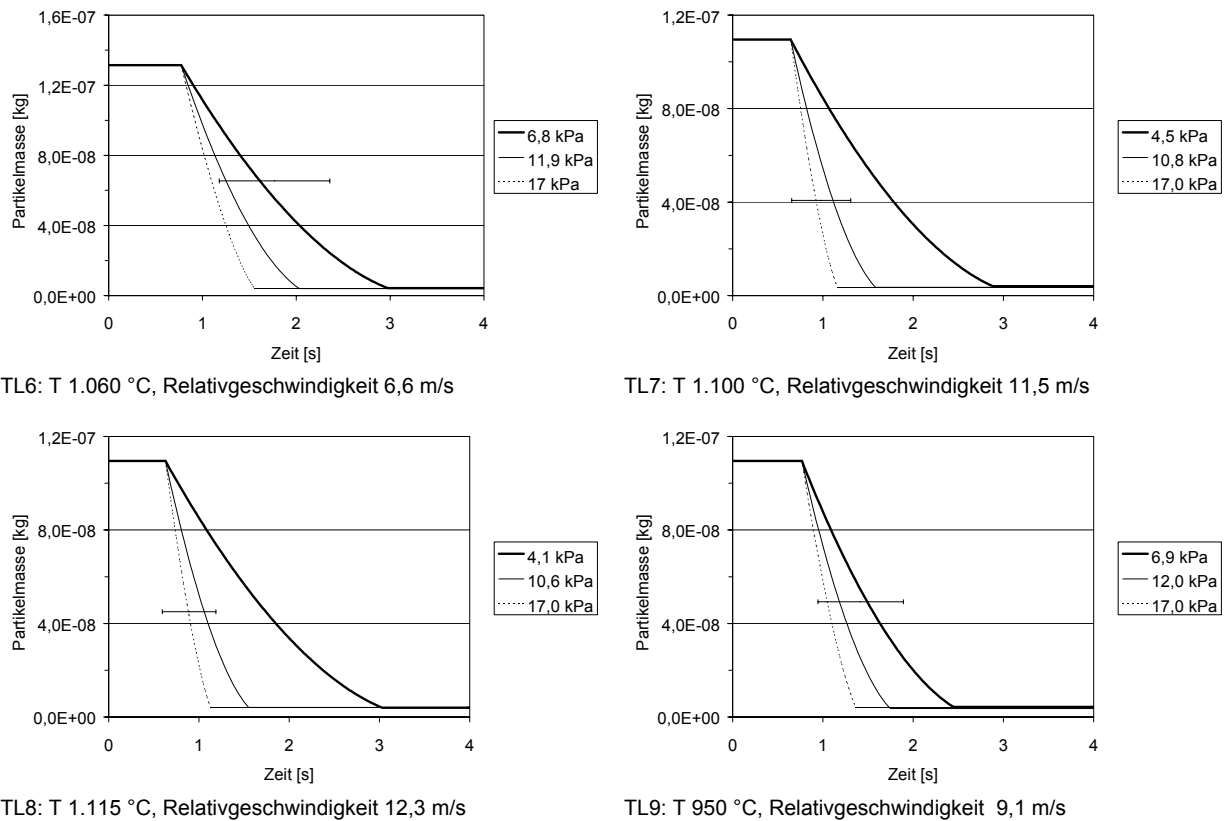 1,6E-07
1,2E-07
8,0E-08
4,0E-08
0,0E+00
Partikelmasse [kg]
0 1 2 3 4
Zeit [s]
6,8 kPa
11,9 kPa
17 kPa
TL6: T 1.060 °C, Relativgeschwindigkeit 6,6 m/s
1,2E-07
8,0E-08
4,0E-08
0,0E+00
Partikelmasse [kg]
0 1 2 3 4
Zeit [s]
4,5 kPa
10,8 kPa
17,0 kPa
TL7: T 1.100 °C, Relativgeschwindigkeit 11,5 m/s
1,2E-07
8,0E-08
4,0E-08
0,0E+00
Partikelmasse [kg]
0 1 2 3 4
Zeit [s]
4,1 kPa
10,6 kPa
17,0 kPa
TL8: T 1.115 °C, Relativgeschwindigkeit 12,3 m/s
1,2E-07
8,0E-08
4,0E-08
0,0E+00
Partikelmasse [kg]
0 1 2 3 4
Zeit [s]
6,9 kPa
12,0 kPa
17,0 kPa
TL9: T 950 °C, Relativgeschwindigkeit 9,1 m/s